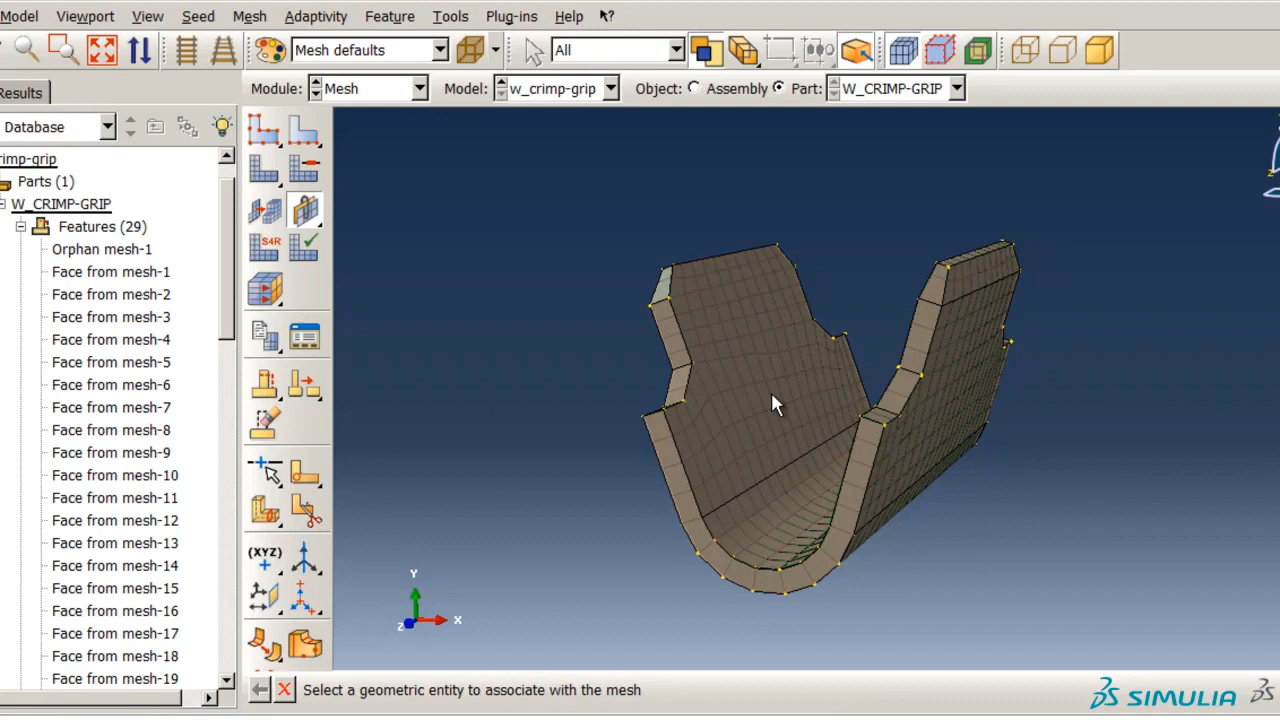 Model Viewport View Seed Mesh Adaptivity Feature Tools Plug-ins Help ?
Mesh defaults All
Results Module: Mesh Model: w_crimp-grip Object: Assembly Part: W_CRIMP-GRIP
Database
rimp-grip
Parts (1)
W_CRIMP-GRIP
Features (29)
Orphan mesh-1
Face from mesh-1
Face from mesh-2
Face from mesh-3
Face from mesh-4
Face from mesh-5
Face from mesh-6
Face from mesh-7
Face from mesh-8
Face from mesh-9
Face from mesh-10
Face from mesh-11
Face from mesh-12
Face from mesh-13
Face from mesh-14
Face from mesh-15
Face from mesh-16
Face from mesh-17
Face from mesh-18
Face from mesh-19
S4R
(XYZ)
Y
X
Z
Z
Select a geometric entity to associate with the mesh
SIMULIA